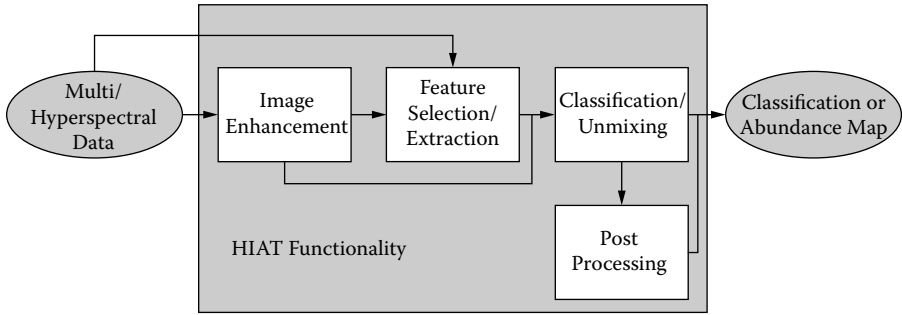 Multi/
Hyperspectral
Data
Image
Enhancement
Feature
Selection/
Extraction
Classification/
Unmixing
Classification or
Abundance Map
HIAT Functionality
Post
Processing